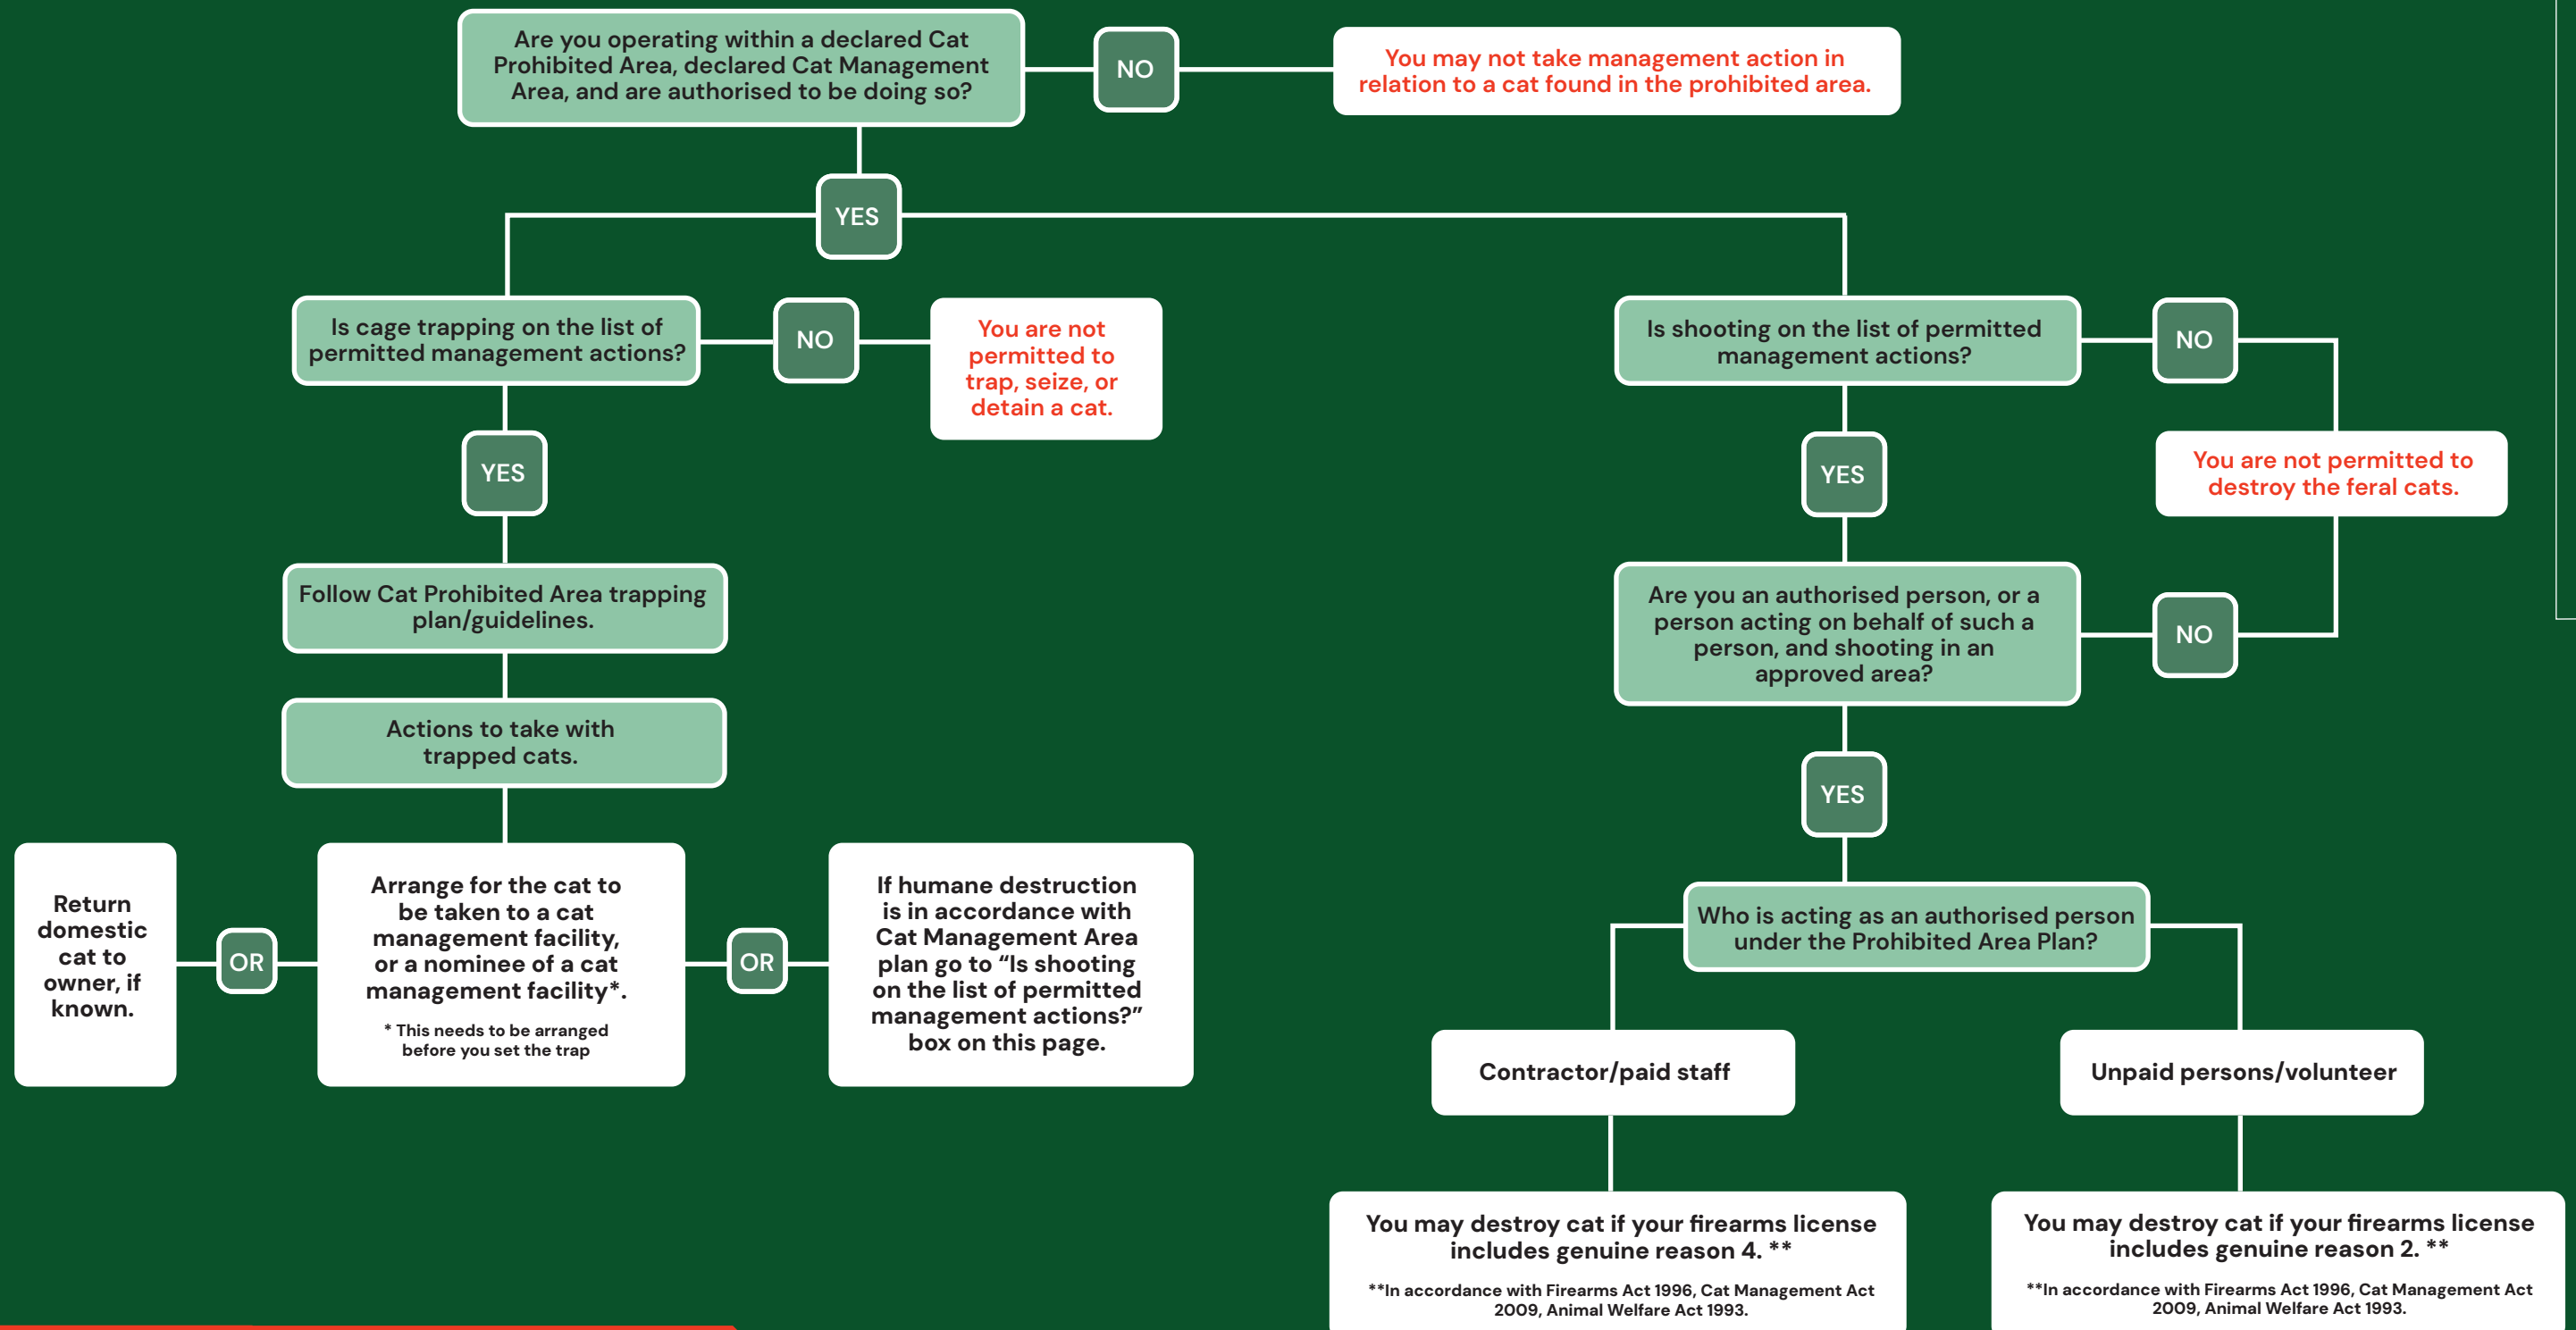 Are you operating within a declared Cat
Prohibited Area, declared Cat Management
Area, and are authorised to be doing so?
NO
You may not take management action in
relation to a cat found in the prohibited area.
YES
Is cage trapping on the list of
permitted management actions?
NO
You are not
permitted to
trap, seize, or
detain a cat.
YES
Follow Cat Prohibited Area trapping
plan/guidelines.
Actions to take with
trapped cats.
Return
domestic
cat to
owner, if
known.
OR
Arrange for the cat to
be taken to a cat
management facility,
or a nominee of a cat
management facility*.
* This needs to be arranged
before you set the trap
OR
If humane destruction
is in accordance with
Cat Management Area
plan go to “Is shooting
on the list of permitted
management actions?”
box on this page.
Is shooting on the list of permitted
management actions?
NO
You are not permitted to
destroy the feral cats.
YES
Are you an authorised person, or a
person acting on behalf of such a
person, and shooting in an
approved area?
NO
YES
Who is acting as an authorised person
under the Prohibited Area Plan?
Contractor/paid staff
You may destroy cat if your firearms license
includes genuine reason 4. **
**In accordance with Firearms Act 1996, Cat Management Act
2009, Animal Welfare Act 1993.
Unpaid persons/volunteer
You may destroy cat if your firearms license
includes genuine reason 2. **
**In accordance with Firearms Act 1996, Cat Management Act
2009, Animal Welfare Act 1993.